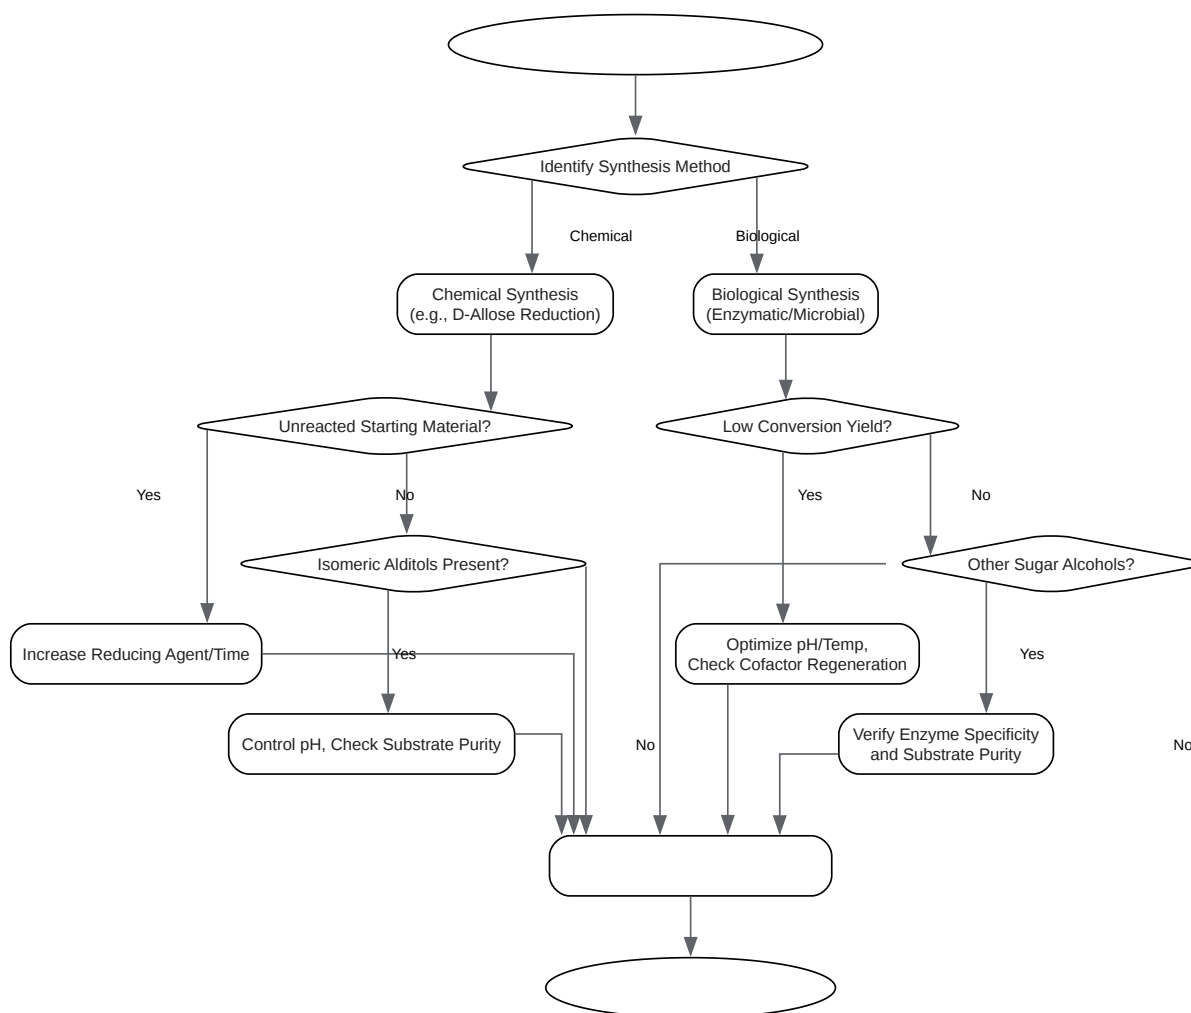 Identify Synthesis Method
Chemical
Biological
Chemical Synthesis
(e.g., D-Allose Reduction)
Biological Synthesis
(Enzymatic/Microbial)
Unreacted Starting Material?
Low Conversion Yield?
Yes
No
Yes
No
Isomeric Alditols Present?
Other Sugar Alcohols?
Increase Reducing Agent/Time
Yes
Optimize pH/Temp,
Check Cofactor Regeneration
Yes
Control pH, Check Substrate Purity
No
Verify Enzyme Specificity
and Substrate Purity
No